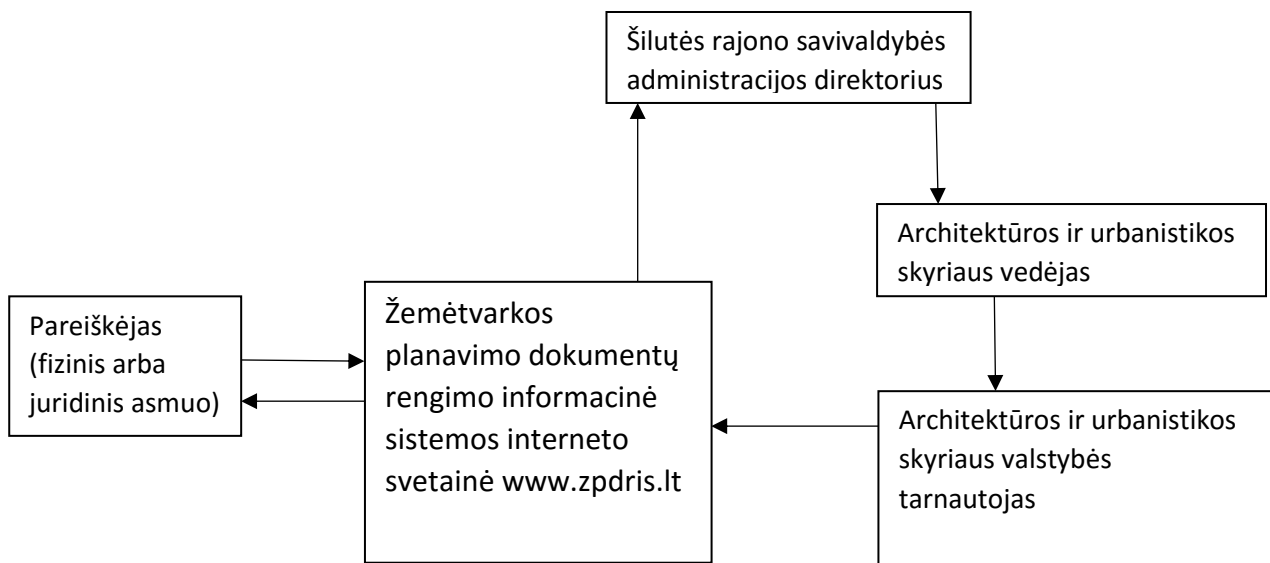 Šilutės rajono savivaldybės
administracijos direktorius
Architektūros ir urbanistikos
skyriaus vedėjas
Pareiškėjas
(fizinis arba
juridinis asmuo)
Žemėtvarkos
planavimo dokumentų
rengimo informacinė
sistemos interneto
svetainė www.zpdris.lt
Architektūros ir urbanistikos
skyriaus valstybės
tarnautojas